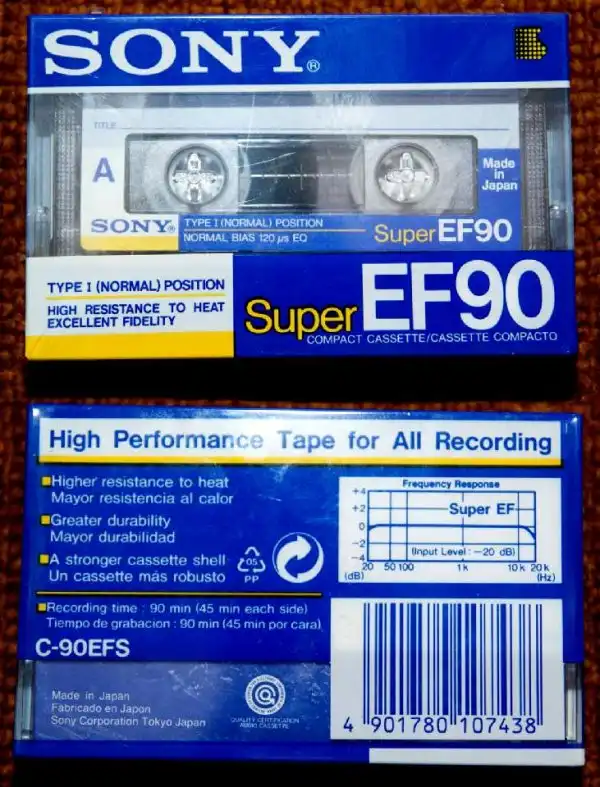 SONY®
TITLE
A
Made in Japan
SONY®
TYPE I (NORMAL) POSITION
NORMAL BIAS 120 µs EQ
Super EF90
TYPE I (NORMAL) POSITION
HIGH RESISTANCE TO HEAT
EXCELLENT FIDELITY
Super EF90
COMPACT CASSETTE/CASSETTE COMPACTO
High Performance Tape for All Recording
Higher resistance to heat
Mayor resistencia al calor
Greater durability
Mayor durabilidad
A stronger cassette shell
Un cassette más robusto
05
PP
Frequency Response
+4
+2
0
−2
−4
(dB)
Super EF
(Input Level : −20 dB)
20 50 100 1k 10k 20k
(Hz)
Recording time : 90 min (45 min each side)
Tiempo de grabacion : 90 min (45 min por cara)
C-90EFS
Made in Japan
Fabricado en Japon
Sony Corporation Tokyo Japan
QUALITY CERTIFICATION
AUDIO CASSETTE
4 901780 107438